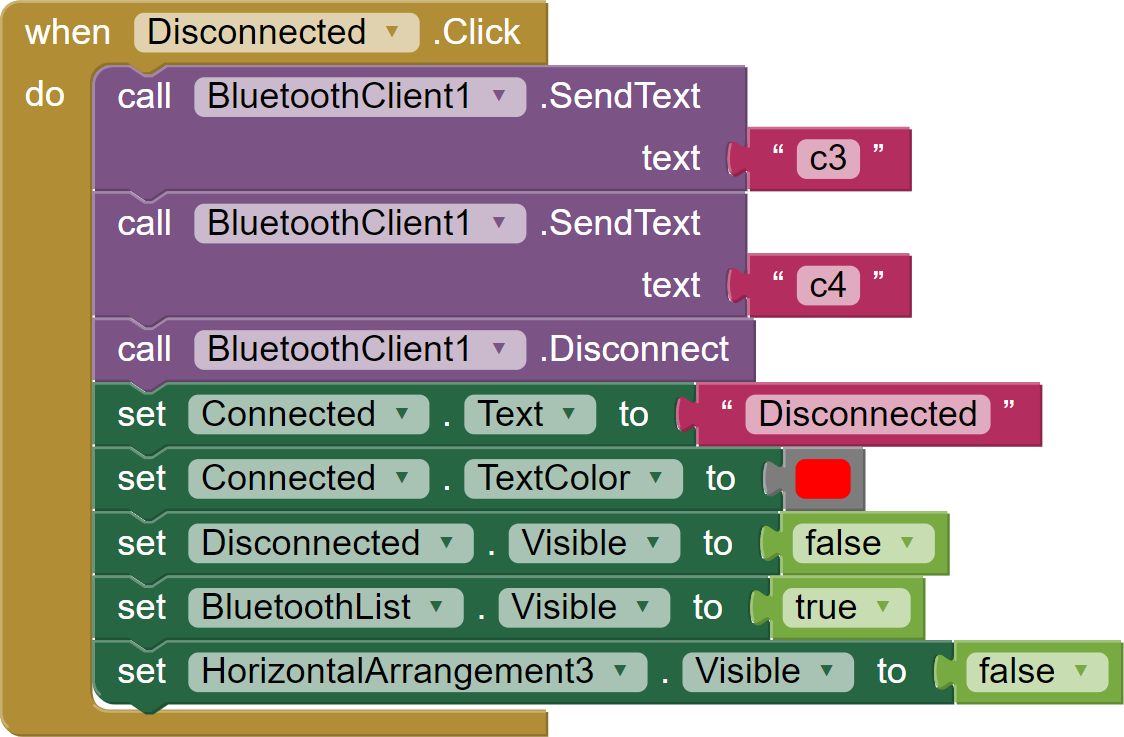 when Disconnected .Click
do call BluetoothClient1 .SendText
text “ c3 ”
call BluetoothClient1 .SendText
text “ c4 ”
call BluetoothClient1 .Disconnect
set Connected . Text to “ Disconnected ”
set Connected . TextColor to
set Disconnected . Visible to false
set BluetoothList . Visible to true
set HorizontalArrangement3 . Visible to false